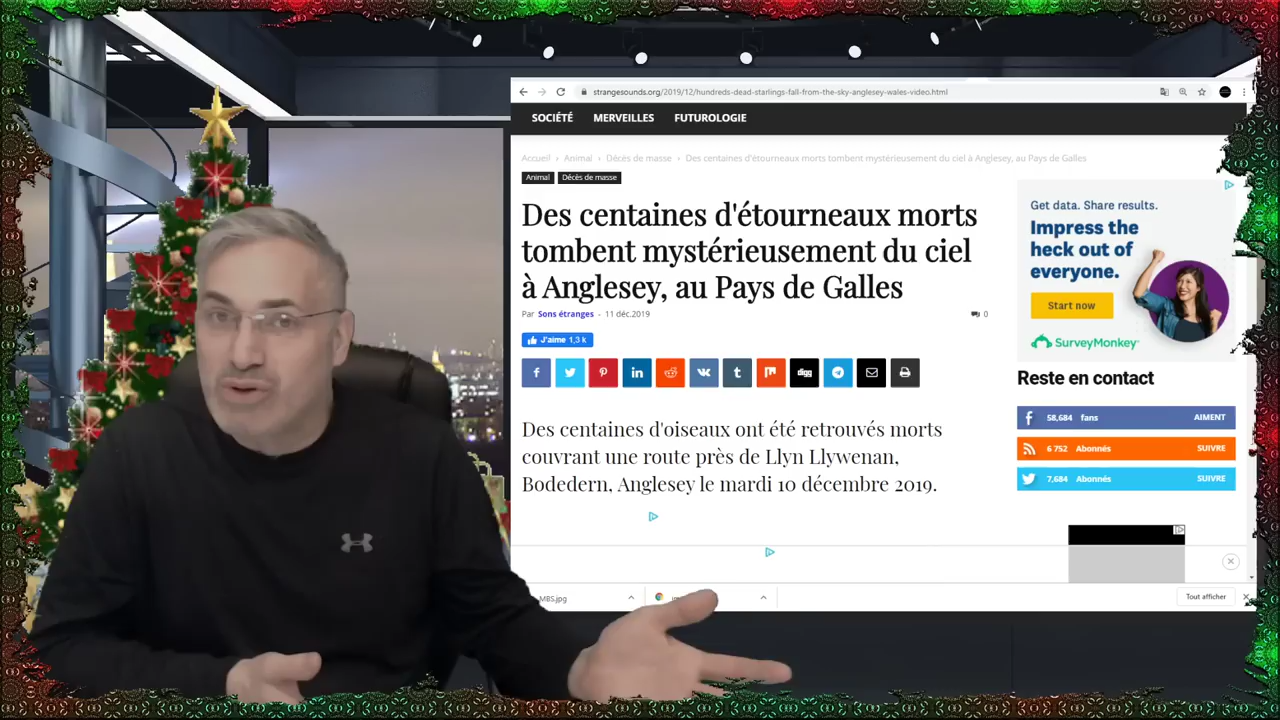 strangesounds.org/2019/12/hundreds-dead-starlings-fall-from-the-sky-anglesey-wales-video.html
SOCIÉTÉ MERVEILLES FUTUROLOGIE
Accueil › Animal › Décès de masse › Des centaines d'étourneaux morts tombent mystérieusement du ciel à Anglesey, au Pays de Galles
Animal Décès de masse
Des centaines d'étourneaux morts
tombent mystérieusement du ciel
à Anglesey, au Pays de Galles
Par Sons étranges - 11 déc.2019 0
J'aime 1,3 k
digg
Des centaines d'oiseaux ont été retrouvés morts
couvrant une route près de Llyn Llywenan,
Bodedern, Anglesey le mardi 10 décembre 2019.
Get data. Share results.
Impress the
heck out of
everyone.
Start now
SurveyMonkey
Reste en contact
58,684 fans AIMENT
6 752 Abonnés SUIVRE
7,684 Abonnés SUIVRE
MBS.jpg
Tout afficher